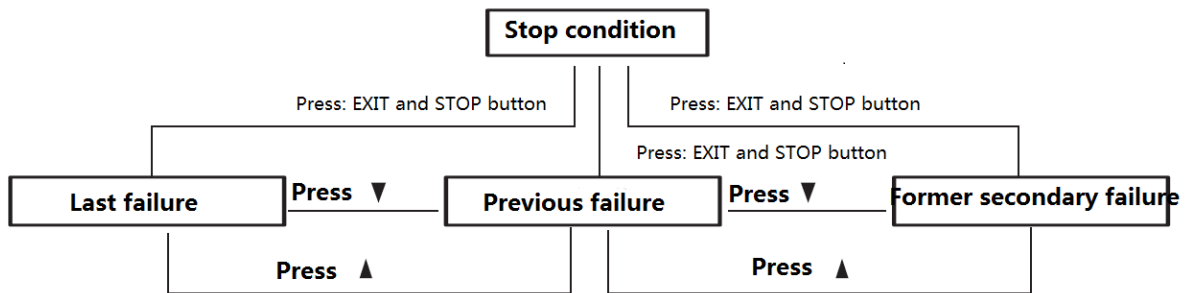 Stop condition
Press: EXIT and STOP button
Press: EXIT and STOP button
Press: EXIT and STOP button
Last failure
Press ▼
Previous failure
Press ▼
Former secondary failure
Press ▲
Press ▲